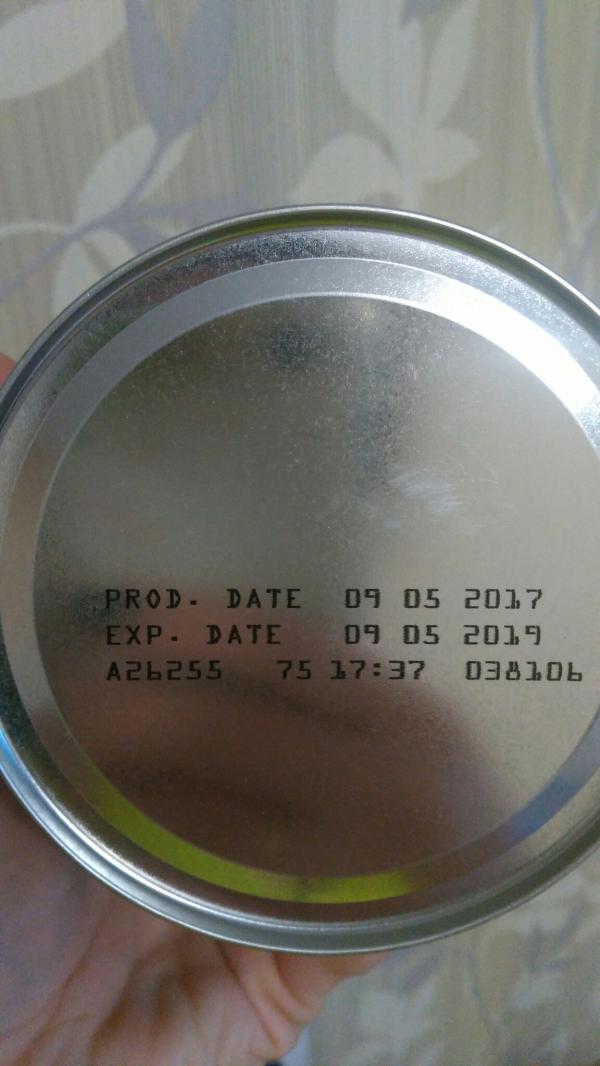 PROD. DATE 09 05 2017
EXP. DATE 09 05 2019
A26255 75 17:37 038106